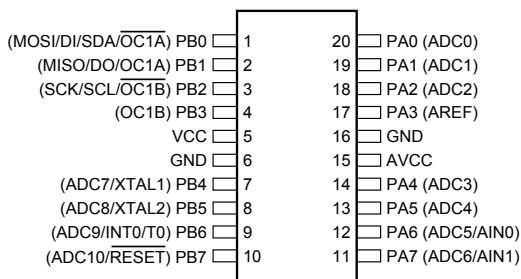 (MOSI/DI/SDA/OC1A) PB0 1 20 PA0 (ADC0)
(MISO/DO/OC1A) PB1 2 19 PA1 (ADC1)
(SCK/SCL/OC1B) PB2 3 18 PA2 (ADC2)
(OC1B) PB3 4 17 PA3 (AREF)
VCC 5 16 GND
GND 6 15 AVCC
(ADC7/XTAL1) PB4 7 14 PA4 (ADC3)
(ADC8/XTAL2) PB5 8 13 PA5 (ADC4)
(ADC9/INT0/T0) PB6 9 12 PA6 (ADC5/AIN0)
(ADC10/RESET) PB7 10 11 PA7 (ADC6/AIN1)